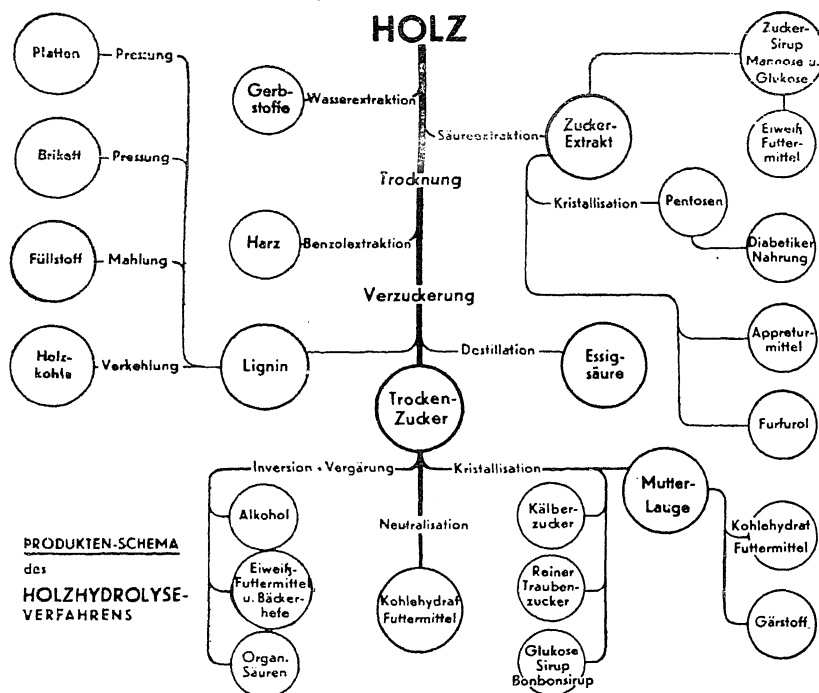 HOLZ
Platten
Pressung
Gerb-
stoffe
Wasserextraktion
Säureextraktion
Zucker-
Extrakt
Zucker-
Sirup
Mannose u.
Glukose
Eiweiß
Futter-
mittel
Brikett
Pressung
Trocknung
Kristallisation
Pentosen
Diabetiker
Nahrung
Harz
Benzolextraktion
Füllstoff
Mahlung
Verzuckerung
Appretur-
mittel
Holz-
kohle
Verkohlung
Lignin
Destillation
Essig-
säure
Trocken-
Zucker
Furfurol
Inversion + Vergärung
Kristallisation
Mutter-
Lauge
Alkohol
Neutralisation
Kälber-
zucker
Kohlehydrat
Futtermittel
Eiweiß-
Futtermittel
u. Bäcker-
hefe
Kohlehydrat
Futtermittel
Reiner
Trauben-
zucker
Gärstoff
Organ.
Säuren
Glukose
Sirup
Bonbonsirup
PRODUKTEN-SCHEMA
des
HOLZHYDROLYSE-
VERFAHRENS